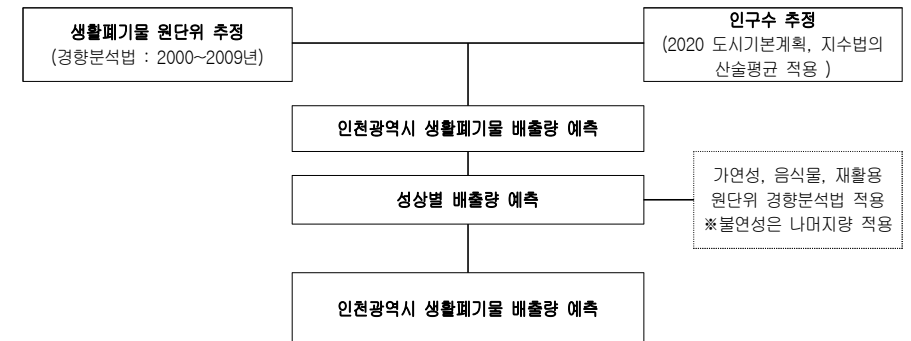 생활폐기물 원단위 추정
(경향분석법 : 2000~2009년)
인구수 추정
(2020 도시기본계획, 지수법의
산술평균 적용 )
인천광역시 생활폐기물 배출량 예측
성상별 배출량 예측
가연성, 음식물, 재활용
원단위 경향분석법 적용
※불연성은 나머지량 적용
인천광역시 생활폐기물 배출량 예측